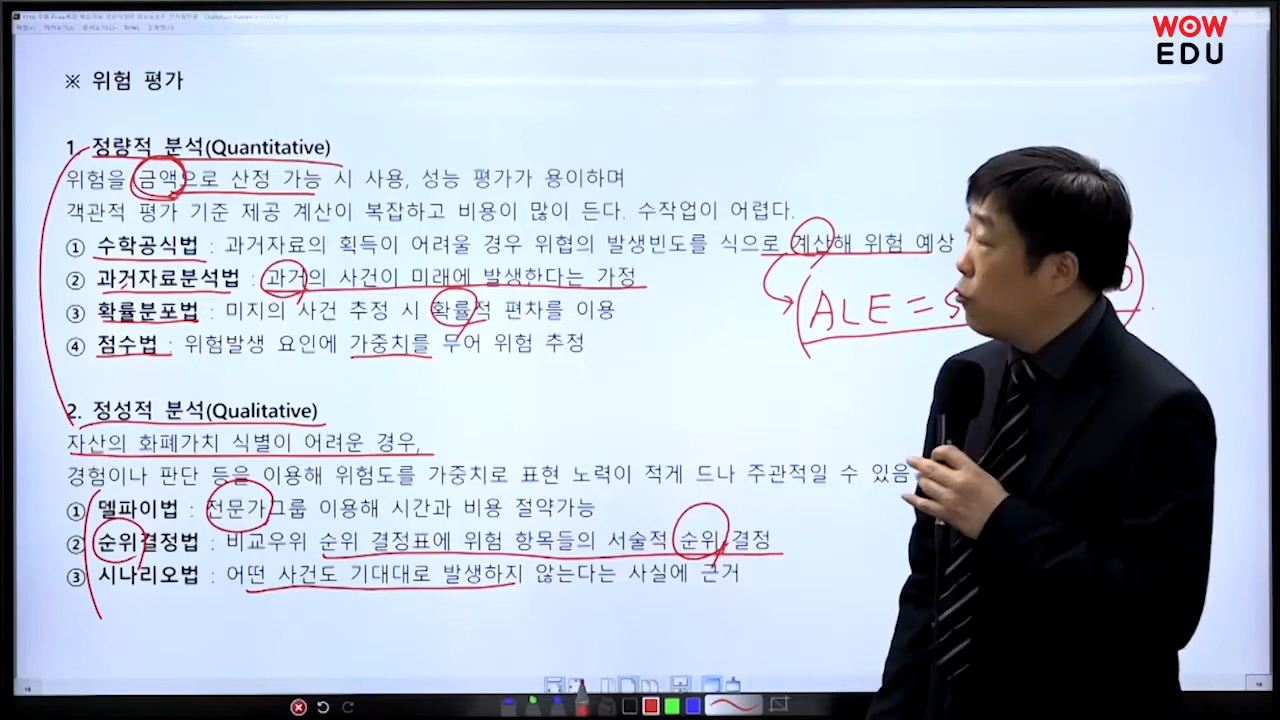 WOW
EDU
※ 위험 평가
1. 정량적 분석(Quantitative)
위험을 금액으로 산정 가능 시 사용, 성능 평가가 용이하며
객관적 평가 기준 제공 계산이 복잡하고 비용이 많이 든다. 수작업이 어렵다.
① 수학공식법 : 과거자료의 획득이 어려울 경우 위협의 발생빈도를 식으로 계산해 위험 예상
② 과거자료분석법 : 과거의 사건이 미래에 발생한다는 가정
③ 확률분포법 : 미지의 사건 추정 시 확률적 편차를 이용
④ 점수법 : 위험발생 요인에 가중치를 두어 위험 추정
ALE =
2. 정성적 분석(Qualitative)
자산의 화폐가치 식별이 어려운 경우,
경험이나 판단 등을 이용해 위험도를 가중치로 표현 노력이 적게 드나 주관적일 수 있음
① 델파이법 : 전문가그룹 이용해 시간과 비용 절약가능
② 순위결정법 : 비교우위 순위 결정표에 위험 항목들의 서술적 순위 결정
③ 시나리오법 : 어떤 사건도 기대대로 발생하지 않는다는 사실에 근거